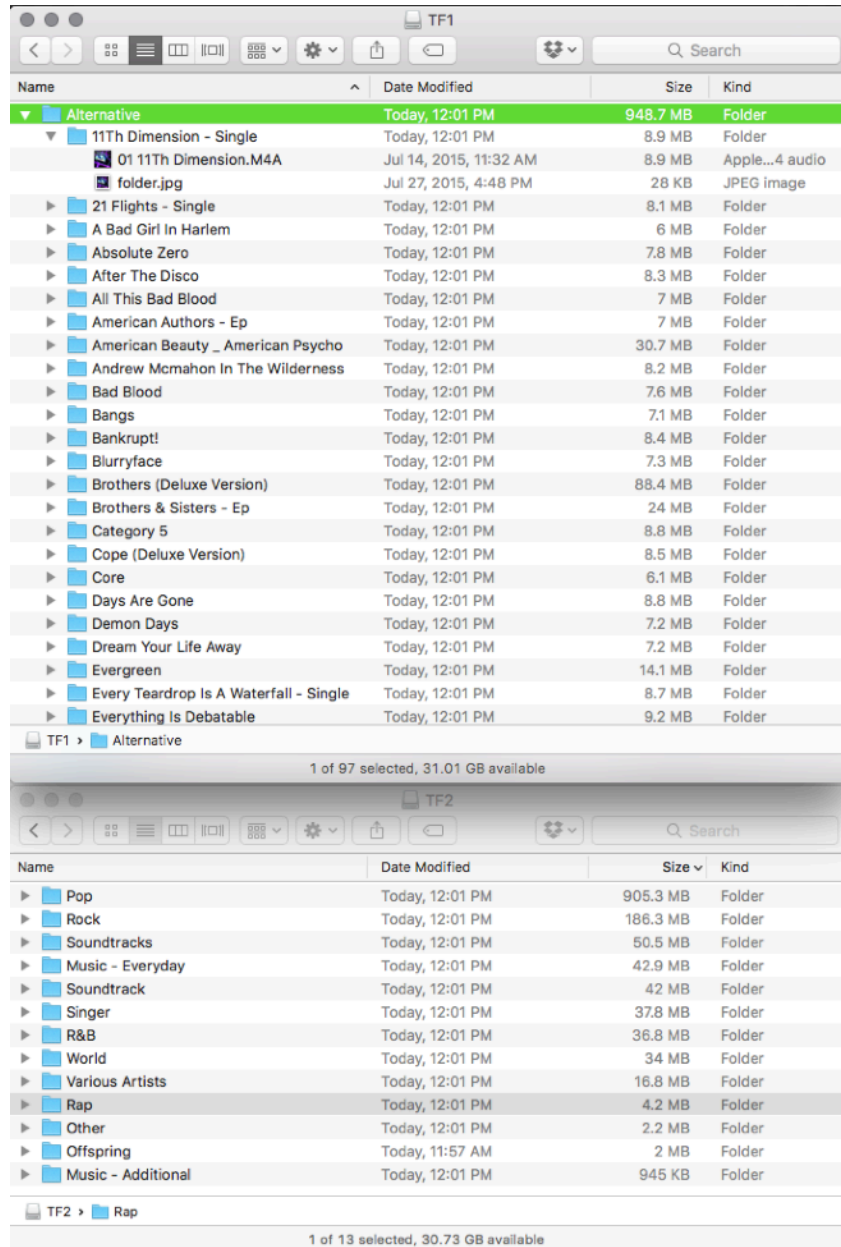 TF1
Search
Name Date Modified Size Kind
Alternative Today, 12:01 PM 948.7 MB Folder
11Th Dimension - Single Today, 12:01 PM 8.9 MB Folder
01 11Th Dimension.M4A Jul 14, 2015, 11:32 AM 8.9 MB Apple...4 audio
folder.jpg Jul 27, 2015, 4:48 PM 28 KB JPEG image
21 Flights - Single Today, 12:01 PM 8.1 MB Folder
A Bad Girl In Harlem Today, 12:01 PM 6 MB Folder
Absolute Zero Today, 12:01 PM 7.8 MB Folder
After The Disco Today, 12:01 PM 8.3 MB Folder
All This Bad Blood Today, 12:01 PM 7 MB Folder
American Authors - Ep Today, 12:01 PM 7 MB Folder
American Beauty _ American Psycho Today, 12:01 PM 30.7 MB Folder
Andrew Mcmahon In The Wilderness Today, 12:01 PM 8.2 MB Folder
Bad Blood Today, 12:01 PM 7.6 MB Folder
Bangs Today, 12:01 PM 7.1 MB Folder
Bankrupt! Today, 12:01 PM 8.4 MB Folder
Blurryface Today, 12:01 PM 7.3 MB Folder
Brothers (Deluxe Version) Today, 12:01 PM 88.4 MB Folder
Brothers & Sisters - Ep Today, 12:01 PM 24 MB Folder
Category 5 Today, 12:01 PM 8.8 MB Folder
Cope (Deluxe Version) Today, 12:01 PM 8.5 MB Folder
Core Today, 12:01 PM 6.1 MB Folder
Days Are Gone Today, 12:01 PM 8.8 MB Folder
Demon Days Today, 12:01 PM 7.2 MB Folder
Dream Your Life Away Today, 12:01 PM 7.2 MB Folder
Evergreen Today, 12:01 PM 14.1 MB Folder
Every Teardrop Is A Waterfall - Single Today, 12:01 PM 8.7 MB Folder
Everything Is Debatable Today, 12:01 PM 9.2 MB Folder
TF1 › Alternative
1 of 97 selected, 31.01 GB available
TF2
Search
Name Date Modified Size Kind
Pop Today, 12:01 PM 905.3 MB Folder
Rock Today, 12:01 PM 186.3 MB Folder
Soundtracks Today, 12:01 PM 50.5 MB Folder
Music - Everyday Today, 12:01 PM 42.9 MB Folder
Soundtrack Today, 12:01 PM 42 MB Folder
Singer Today, 12:01 PM 37.8 MB Folder
R&B Today, 12:01 PM 36.8 MB Folder
World Today, 12:01 PM 34 MB Folder
Various Artists Today, 12:01 PM 16.8 MB Folder
Rap Today, 12:01 PM 4.2 MB Folder
Other Today, 12:01 PM 2.2 MB Folder
Offspring Today, 11:57 AM 2 MB Folder
Music - Additional Today, 12:01 PM 945 KB Folder
TF2 › Rap
1 of 13 selected, 30.73 GB available